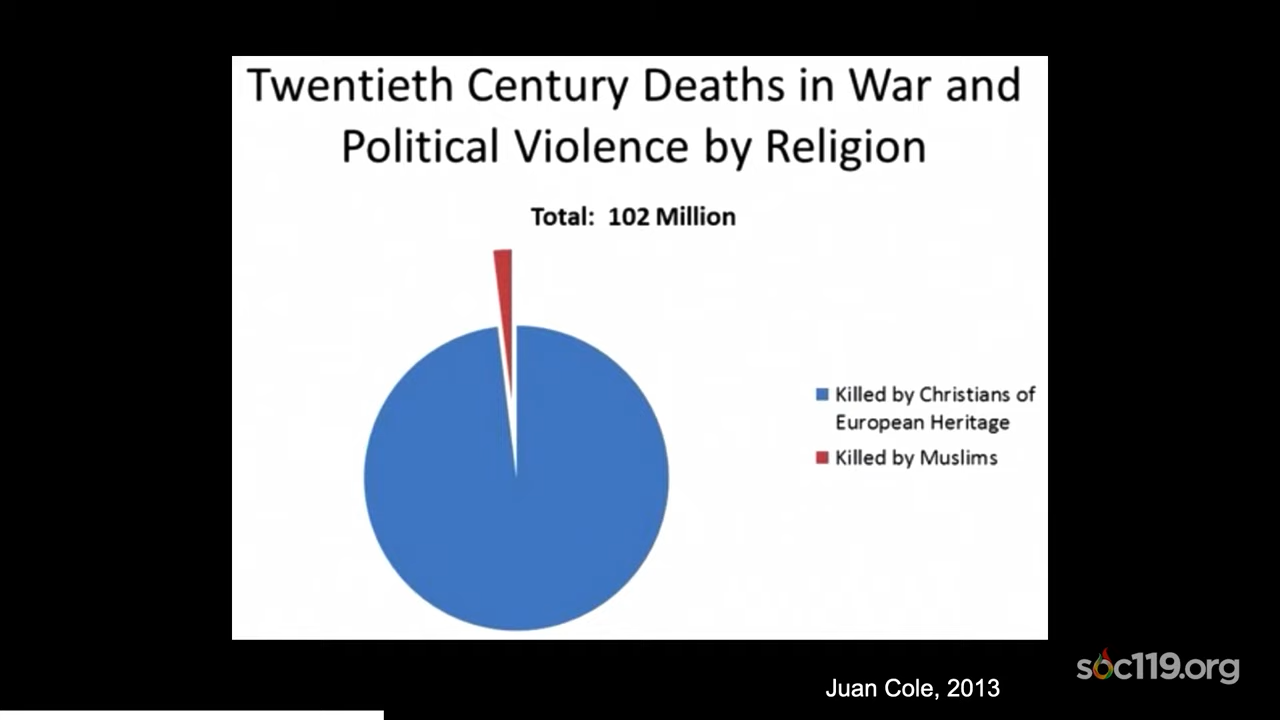 Twentieth Century Deaths in War and
Political Violence by Religion
Total: 102 Million
Killed by Christians of
European Heritage
Killed by Muslims
soc119.org
Juan Cole, 2013